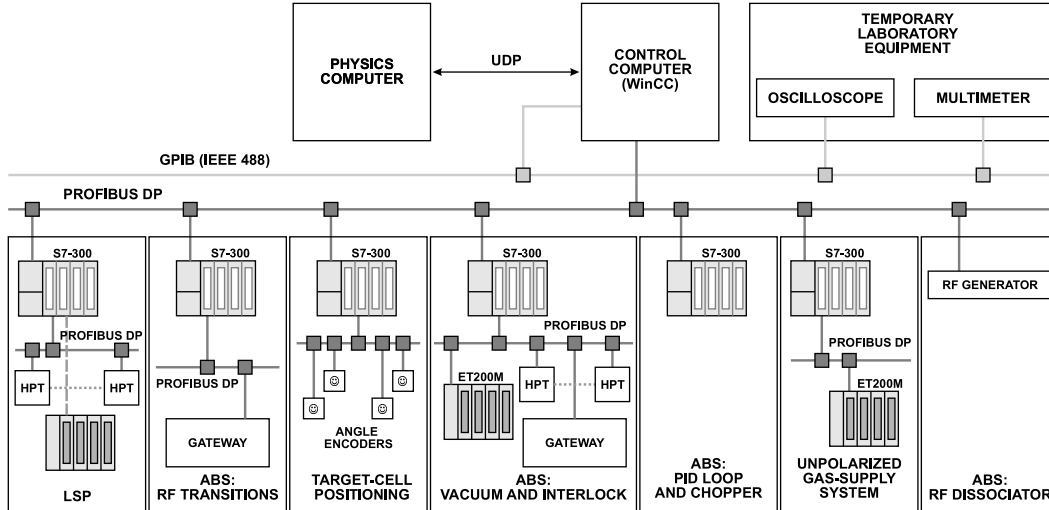 PHYSICS
COMPUTER
UDP
CONTROL
COMPUTER
(WinCC)
TEMPORARY
LABORATORY
EQUIPMENT
OSCILLOSCOPE
MULTIMETER
GPIB (IEEE 488)
PROFIBUS DP
S7-300
PROFIBUS DP
HPT
HPT
LSP
S7-300
PROFIBUS DP
GATEWAY
ABS:
RF TRANSITIONS
S7-300
ANGLE
ENCODERS
TARGET-CELL
POSITIONING
S7-300
PROFIBUS DP
ET200M
HPT
HPT
GATEWAY
ABS:
VACUUM AND INTERLOCK
S7-300
ABS:
PID LOOP
AND CHOPPER
S7-300
PROFIBUS DP
ET200M
UNPOLARIZED
GAS-SUPPLY
SYSTEM
RF GENERATOR
ABS:
RF DISSOCIATOR